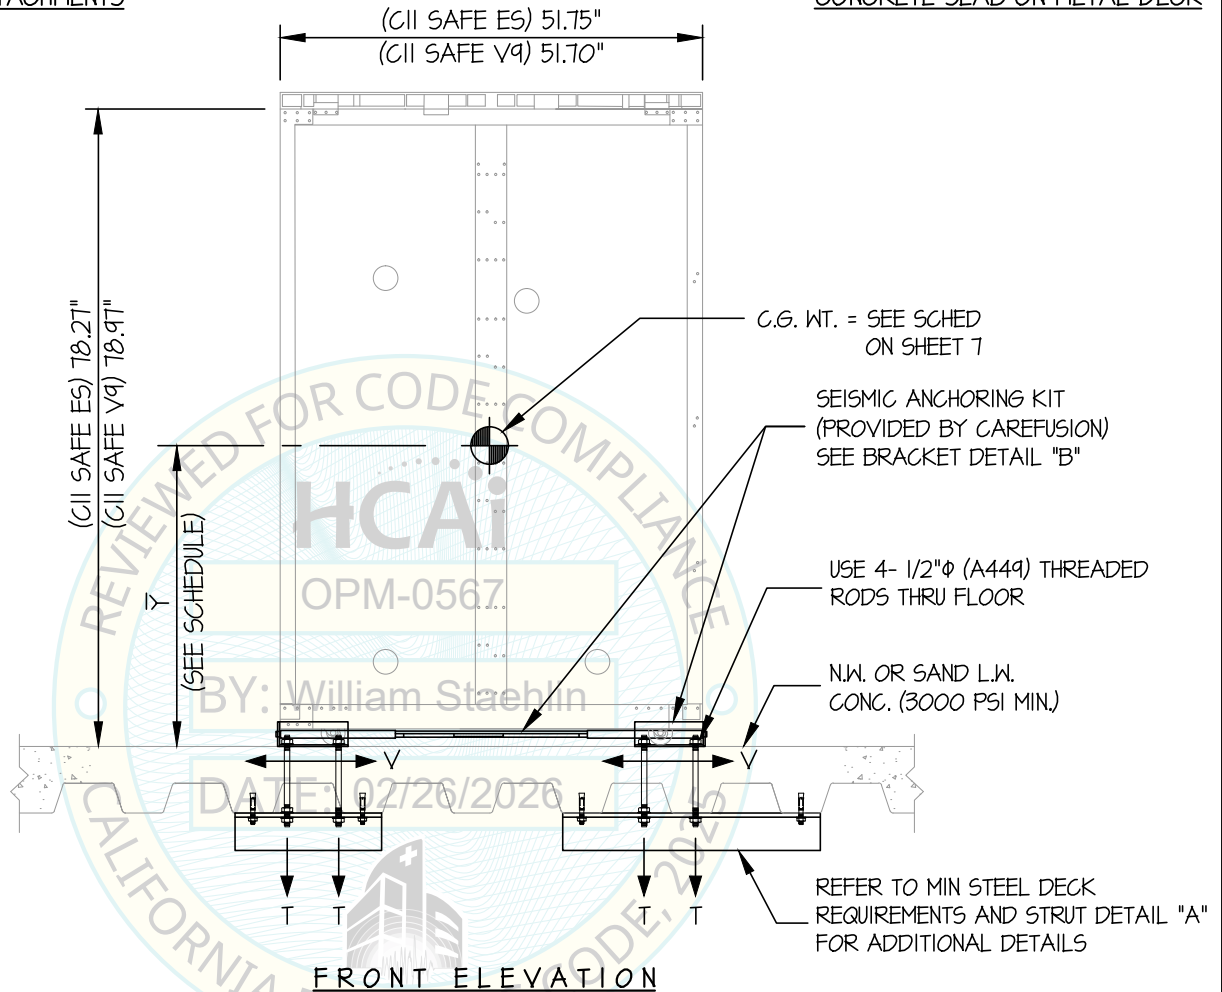 TACHMENTS
CONCRETE SLAB ON METAL DECK
(CII SAFE ES) 51.75"
(CII SAFE V9) 51.70"
(CII SAFE ES) 78.27"
(CII SAFE V9) 78.97"
C.G. WT. = SEE SCHED
ON SHEET 7
SEISMIC ANCHORING KIT
(PROVIDED BY CAREFUSION)
SEE BRACKET DETAIL "B"
Y
(SEE SCHEDULE)
USE 4- 1/2"Φ (A449) THREADED
RODS THRU FLOOR
N.W. OR SAND L.W.
CONC. (3000 PSI MIN.)
V
V
T
T
T
T
REFER TO MIN STEEL DECK
REQUIREMENTS AND STRUT DETAIL "A"
FOR ADDITIONAL DETAILS
FRONT ELEVATION
REVIEWED FOR CODE COMPLIANCE
HCAi
OPM-0567
BY: William Staehlin
DATE: 02/26/2026
CALIFORNIA
CODE, 2025